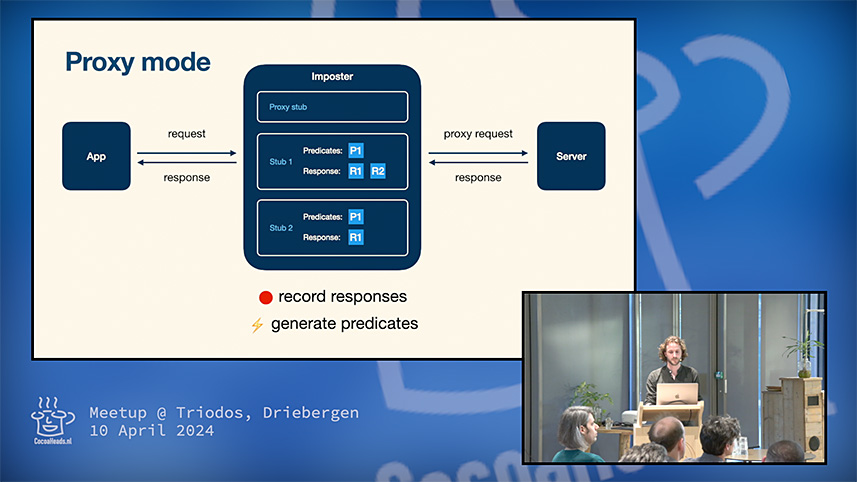 Proxy mode
Imposter
Proxy stub
App
request
response
Stub 1
Predicates: P1
Response: R1 R2
proxy request
response
Server
Stub 2
Predicates: P1
Response: R1
🔴 record responses
⚡ generate predicates
Meetup @ Triodos, Driebergen
10 April 2024
CocoaHeads.nl